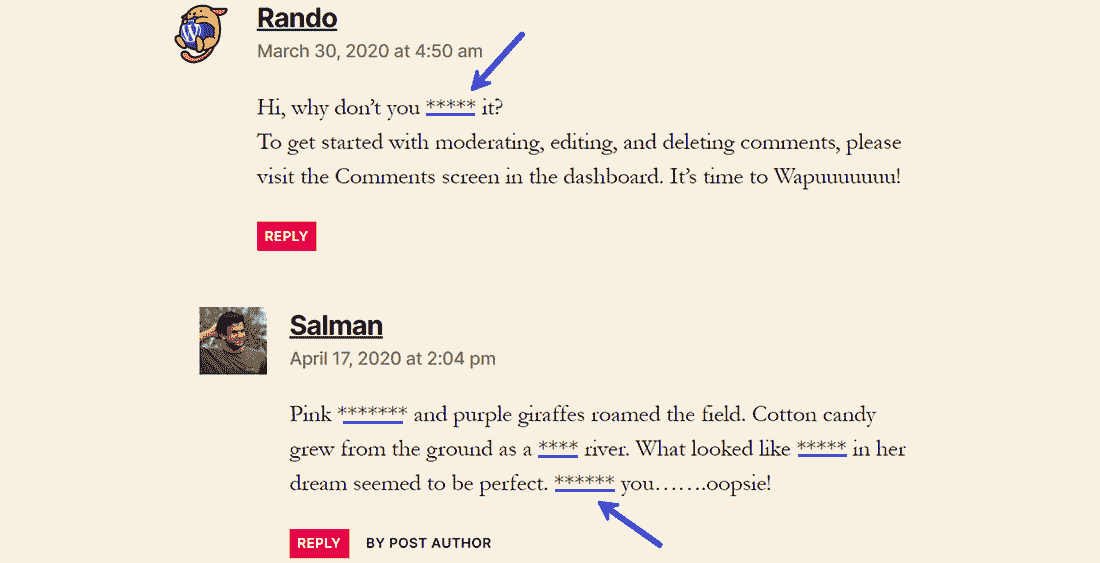 Rando
March 30, 2020 at 4:50 am
Hi, why don’t you ***** it?
To get started with moderating, editing, and deleting comments, please
visit the Comments screen in the dashboard. It’s time to Wapuuuuuuu!
REPLY
Salman
April 17, 2020 at 2:04 pm
Pink ******* and purple giraffes roamed the field. Cotton candy
grew from the ground as a **** river. What looked like ***** in her
dream seemed to be perfect. ****** you…….oopsie!
REPLY BY POST AUTHOR